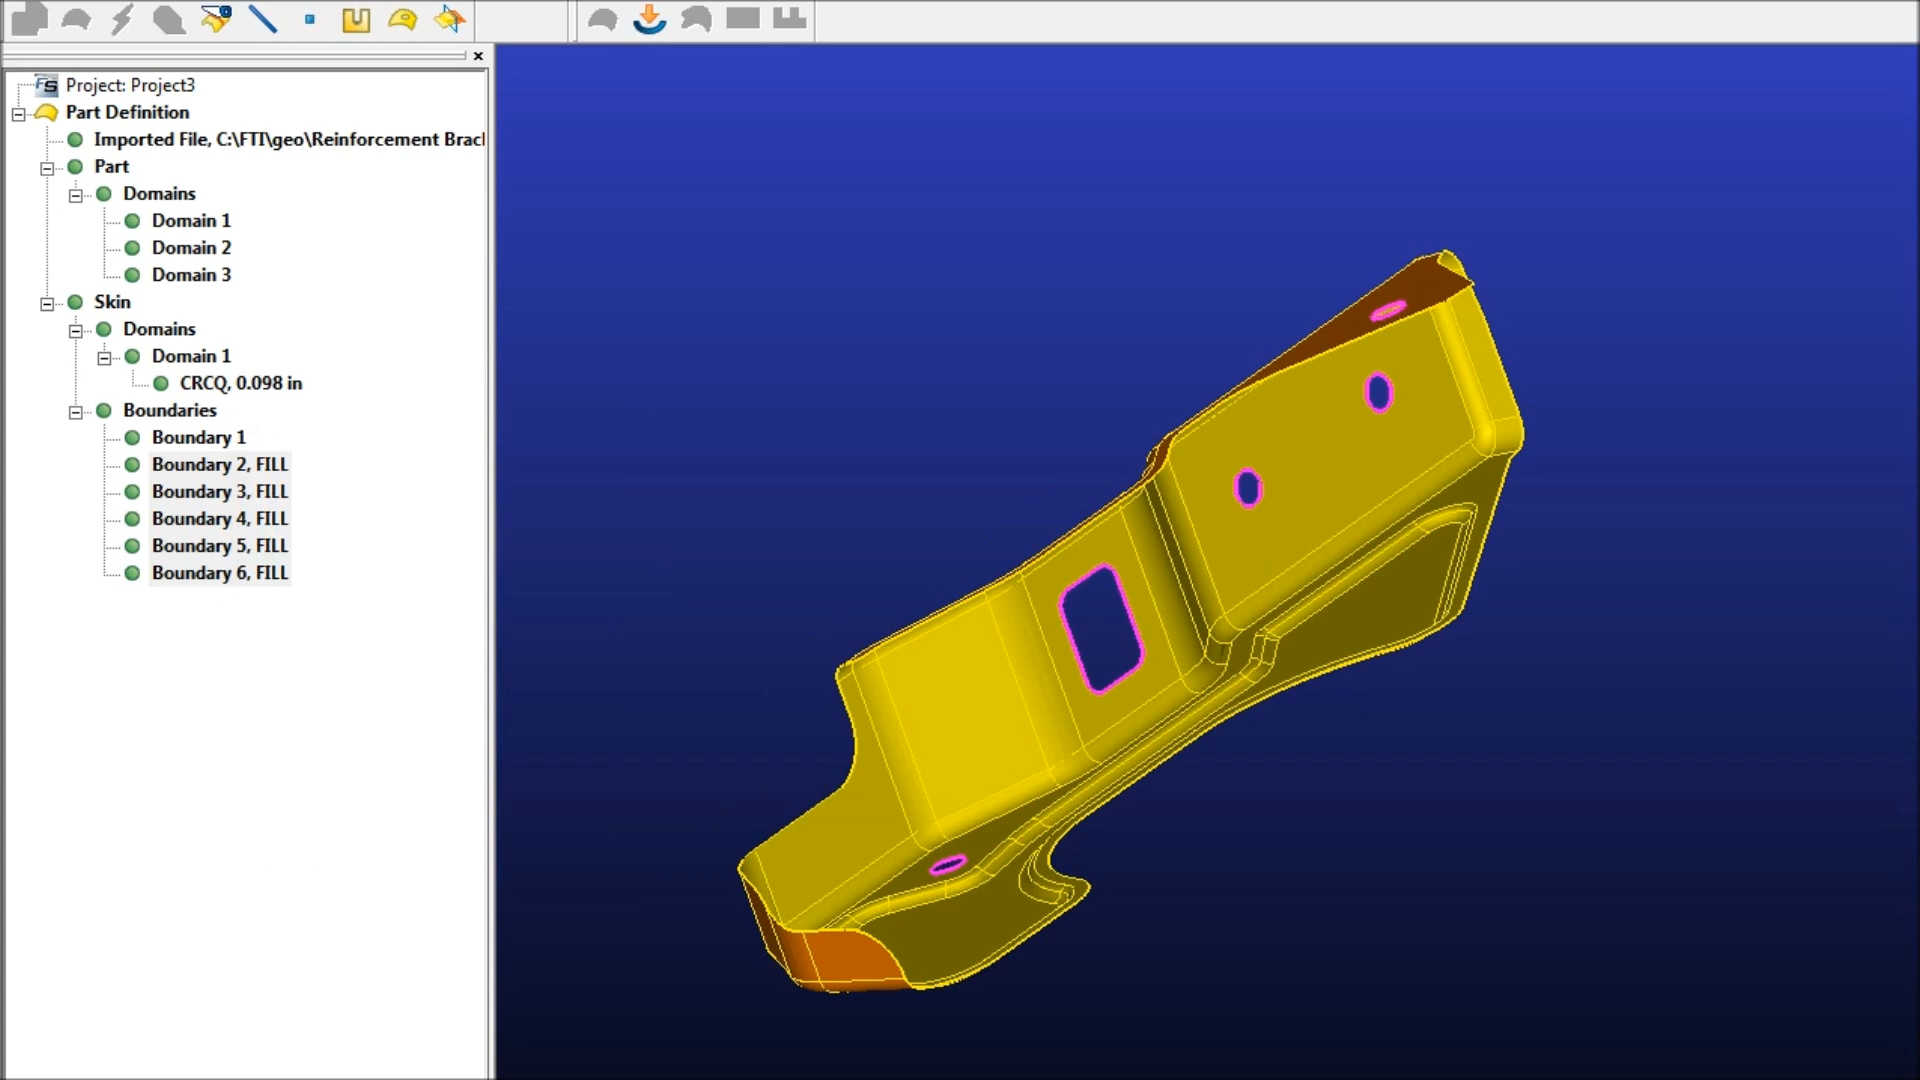 FS Project: Project3
Part Definition
Imported File, C:\FTI\geo\Reinforcement Brac
Part
Domains
Domain 1
Domain 2
Domain 3
Skin
Domains
Domain 1
CRCQ, 0.098 in
Boundaries
Boundary 1
Boundary 2, FILL
Boundary 3, FILL
Boundary 4, FILL
Boundary 5, FILL
Boundary 6, FILL